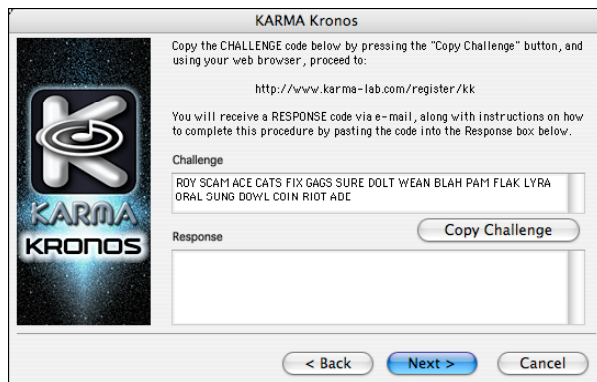 KARMA Kronos
Copy the CHALLENGE code below by pressing the "Copy Challenge" button, and
using your web browser, proceed to:
http://www.karma-lab.com/register/kk
You will receive a RESPONSE code via e-mail, along with instructions on how
to complete this procedure by pasting the code into the Response box below.
Challenge
ROY SCAM ACE CATS FIX GAGS SURE DOLT WEAN BLAH PAM FLAK LYRA
ORAL SUNG DOWL COIN RIOT ADE
Copy Challenge
Response
K
KARMA
KRONOS
< Back
Next >
Cancel